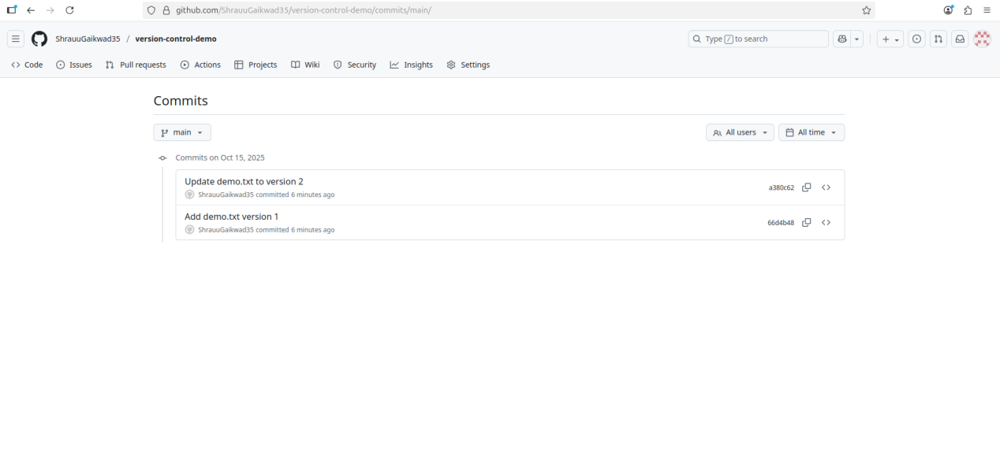 github.com/ShrauuGaikwad35/version-control-demo/commits/main/
ShrauuGaikwad35 / version-control-demo
Type / to search
Code Issues Pull requests Actions Projects Wiki Security Insights Settings
Commits
main All users All time
Commits on Oct 15, 2025
Update demo.txt to version 2
ShrauuGaikwad35 committed 6 minutes ago
a380c62
Add demo.txt version 1
ShrauuGaikwad35 committed 6 minutes ago
66d4b48